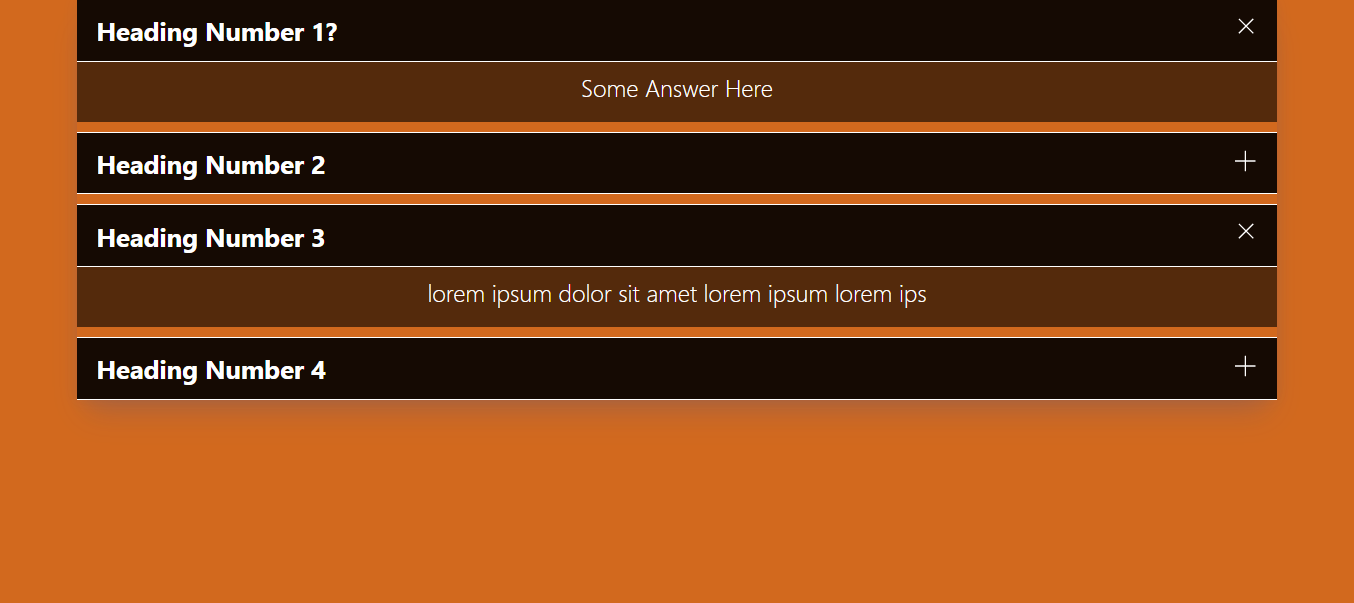 Heading Number 1?
Some Answer Here
Heading Number 2
Heading Number 3
lorem ipsum dolor sit amet lorem ipsum lorem ips
Heading Number 4